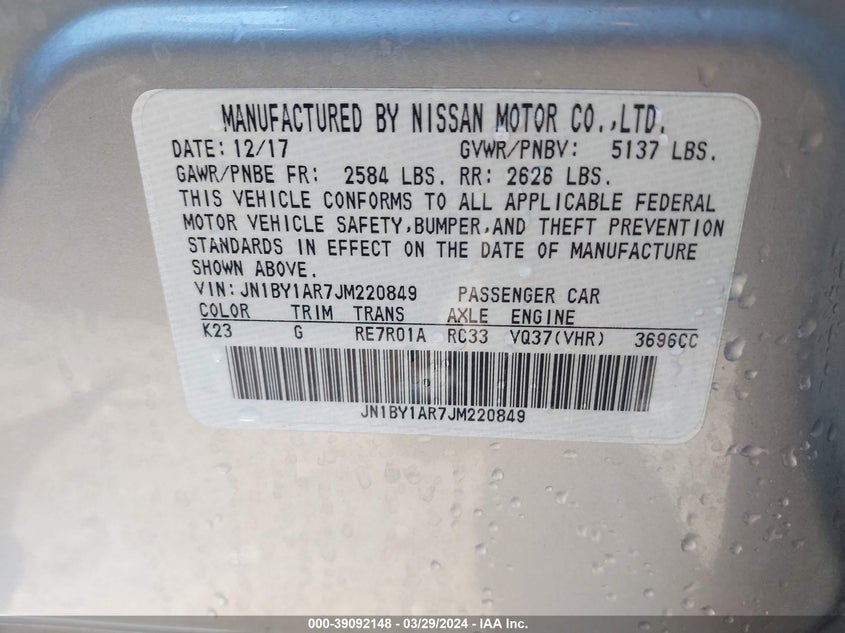 MANUFACTURED BY NISSAN MOTOR CO.,LTD.
DATE: 12/17 GVWR/PNBV: 5137 LBS.
GAWR/PNBE FR: 2584 LBS. RR: 2626 LBS.
THIS VEHICLE CONFORMS TO ALL APPLICABLE FEDERAL
MOTOR VEHICLE SAFETY,BUMPER,AND THEFT PREVENTION
STANDARDS IN EFFECT ON THE DATE OF MANUFACTURE
SHOWN ABOVE.
VIN: JN1BY1AR7JM220849 PASSENGER CAR
COLOR TRIM TRANS AXLE ENGINE
K23 G RE7R01A RC33 VQ37(VHR) 3696CC
JN1BY1AR7JM220849
000-39092148 - 03/29/2024 - IAA Inc.